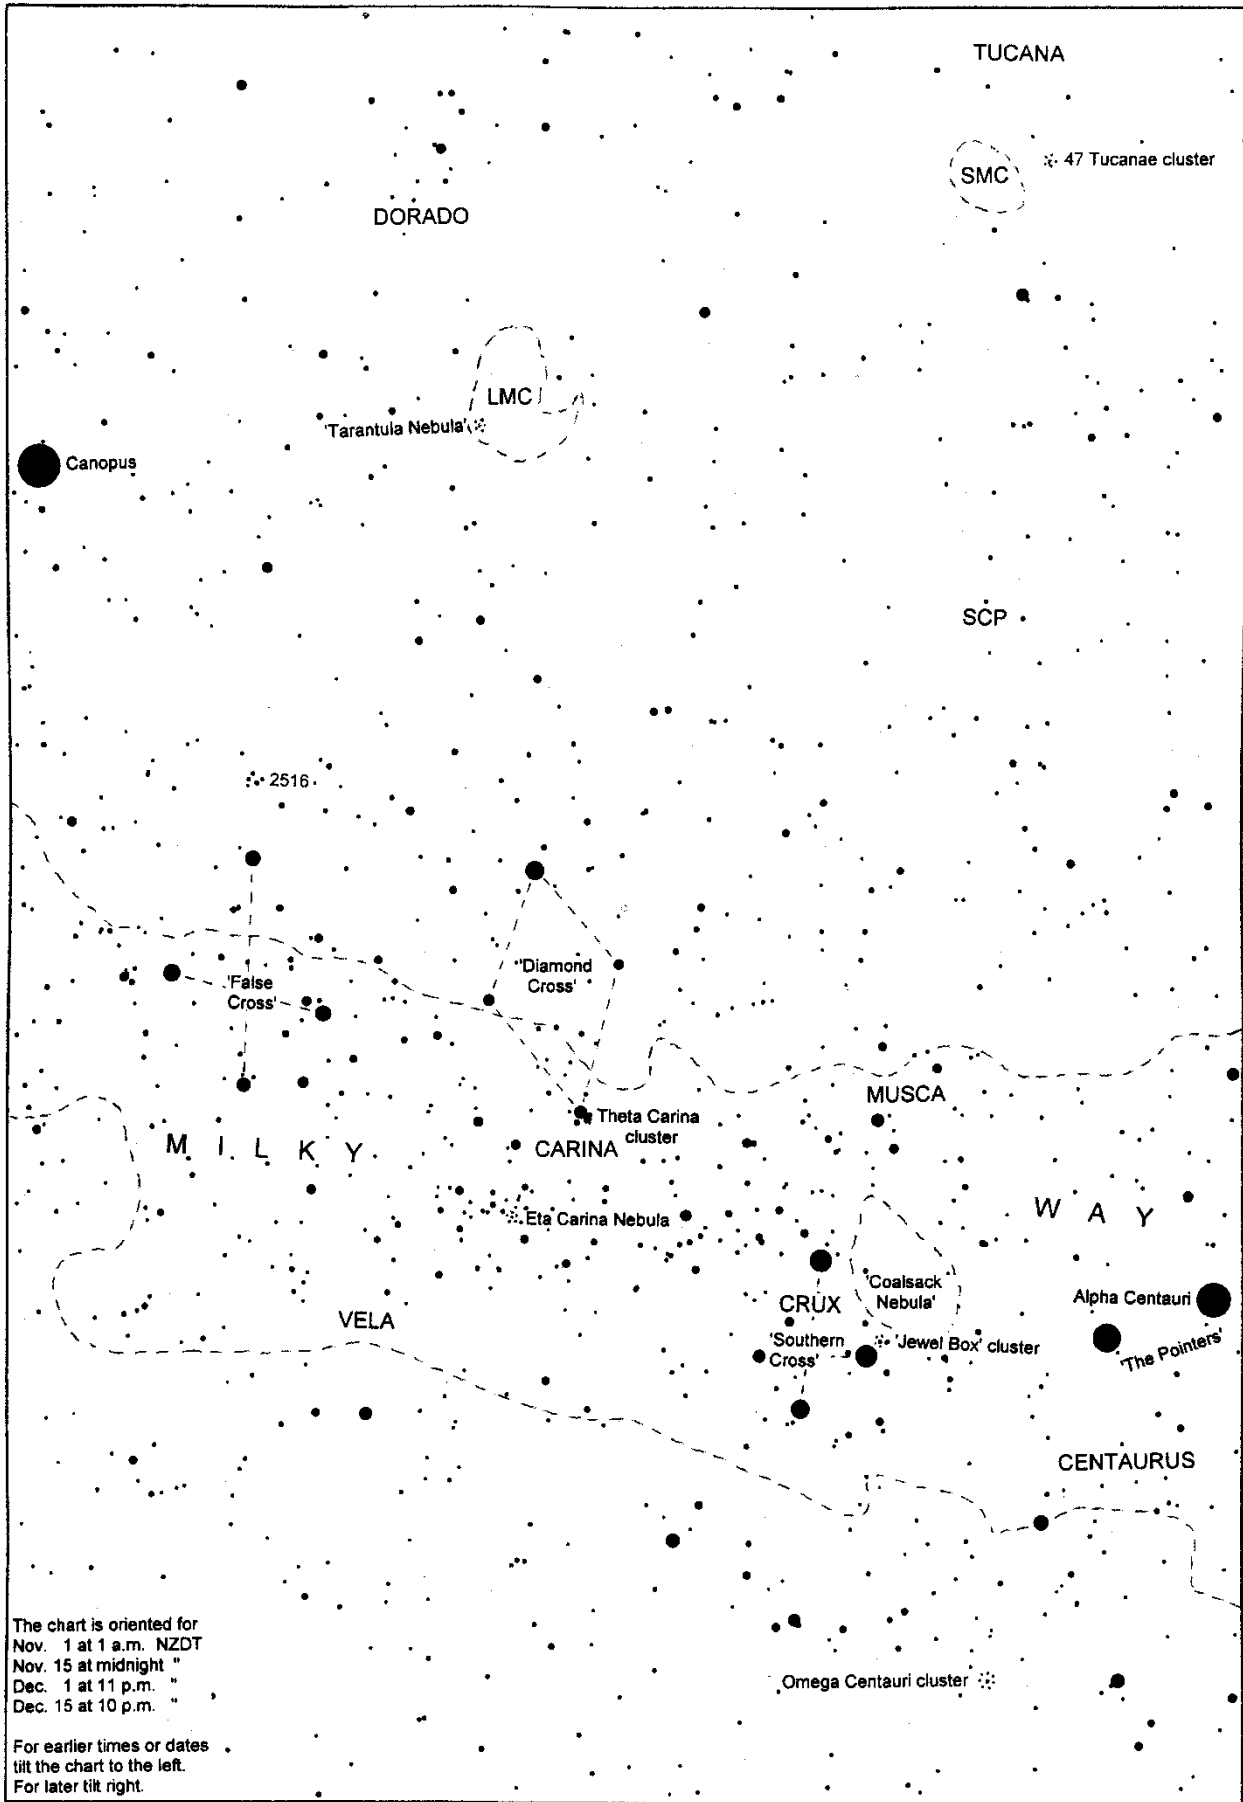 TUCANA
47 Tucanae cluster
SMC
DORADO
LMC
'Tarantula Nebula'
Canopus
SCP
2516
'False
Cross'
'Diamond
Cross'
MUSCA
Theta Carina
cluster
M I L K Y
CARINA
W A Y
Eta Carina Nebula
'Coalsack
Nebula'
Alpha Centauri
CRUX
VELA
'Southern
Cross'
'Jewel Box' cluster
'The Pointers'
CENTAURUS
The chart is oriented for
Nov. 1 at 1 a.m. NZDT
Nov. 15 at midnight "
Dec. 1 at 11 p.m. "
Dec. 15 at 10 p.m. "
Omega Centauri cluster
For earlier times or dates
tilt the chart to the left.
For later tilt right.